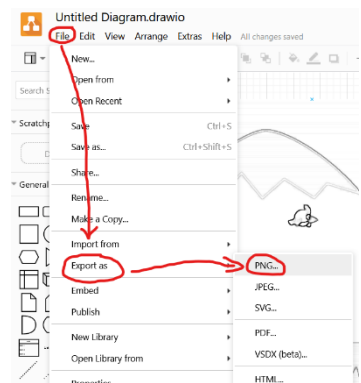 Untitled Diagram.drawio
File Edit View Arrange Extras Help All changes saved
New...
Open from
Search S
Open Recent
Scratchp
Save Ctrl+S
Save as... Ctrl+Shift+S
D
Share...
General
Rename...
Make a Copy...
Import from
Export as
PNG...
Embed
JPEG...
Publish
SVG...
New Library
PDF...
Open Library from
VSDX (beta)...
Properties
HTML...